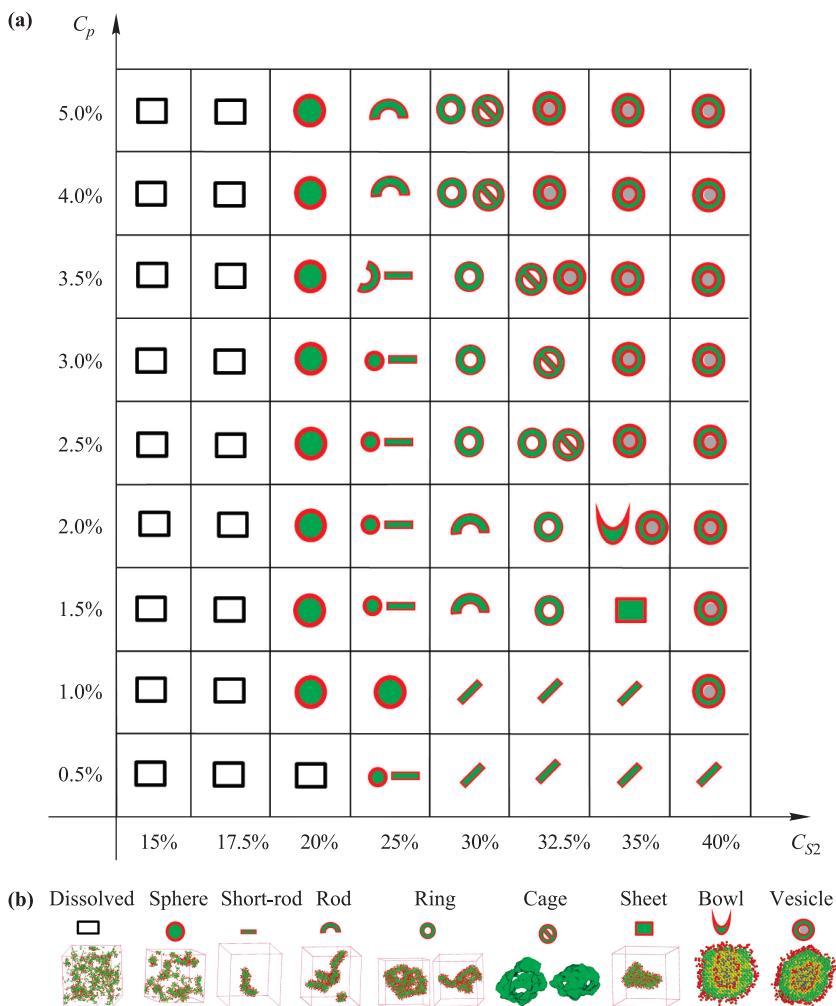 (a)
Cₚ
5.0%
4.0%
3.5%
3.0%
2.5%
2.0%
1.5%
1.0%
0.5%
15% 17.5% 20% 25% 30% 32.5% 35% 40% C_S2
(b) Dissolved Sphere Short-rod Rod Ring Cage Sheet Bowl Vesicle